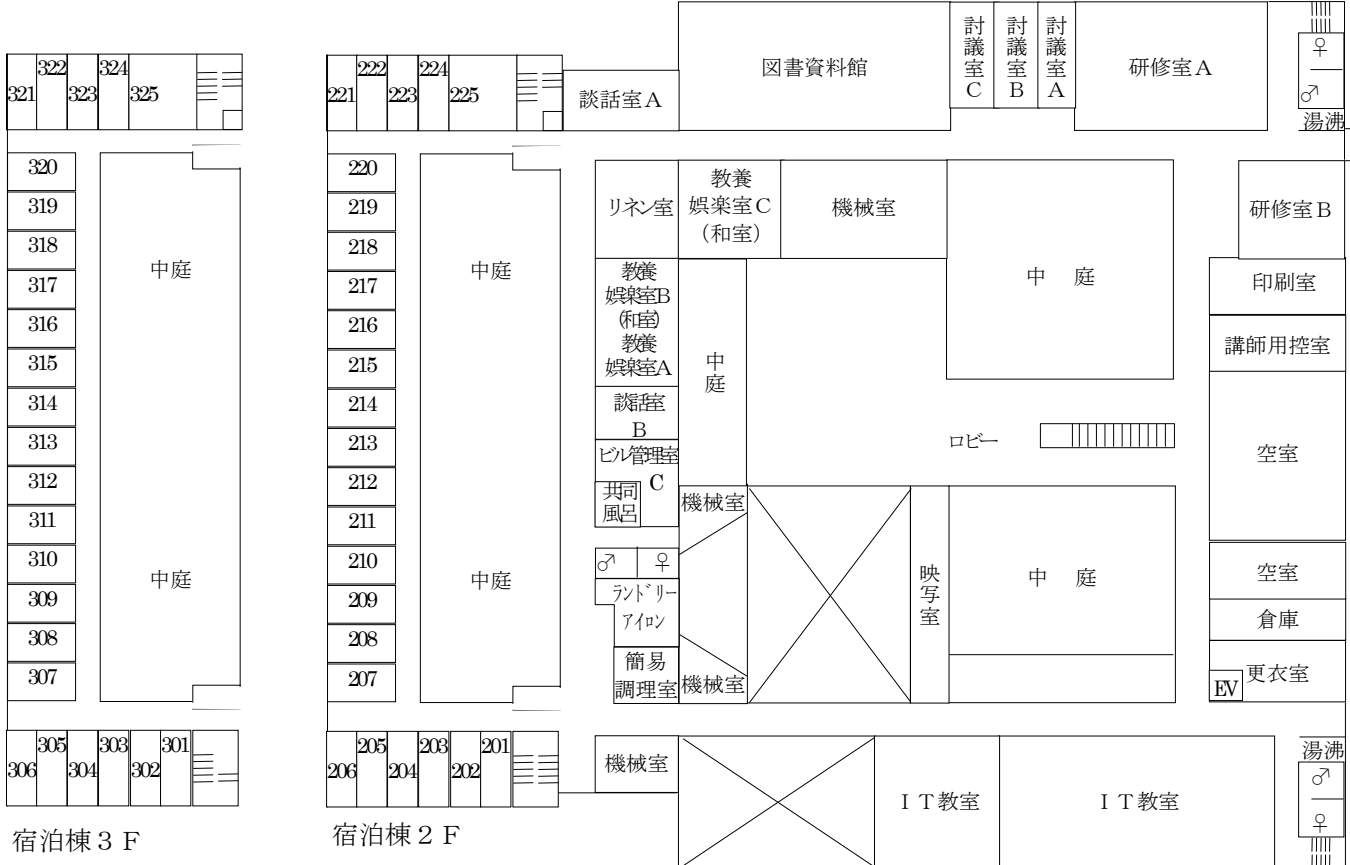 321
322
323
324
325
320
319
318
317
316
315
314
313
312
311
310
309
308
307
中庭
中庭
306
305
304
303
302
301
宿泊棟３Ｆ
221
222
223
224
225
220
219
218
217
216
215
214
213
212
211
210
209
208
207
中庭
中庭
206
205
204
203
202
201
宿泊棟２Ｆ
談話室Ａ
図書資料館
討議室Ｃ
討議室Ｂ
討議室Ａ
研修室Ａ
♀
♂
湯沸
リネン室
教養
娯楽室Ｃ
（和室）
機械室
中　庭
研修室Ｂ
教養
娯楽室B
(和室)
教養
娯楽室A
中庭
印刷室
講師用控室
談話室
B
ビル管理室
C
共同
風呂
ロビー
空室
機械室
♂
♀
ランドリー
アイロン
簡易
調理室
機械室
映写室
中　庭
空室
倉庫
更衣室
EV
機械室
ＩＴ教室
ＩＴ教室
湯沸
♂
♀